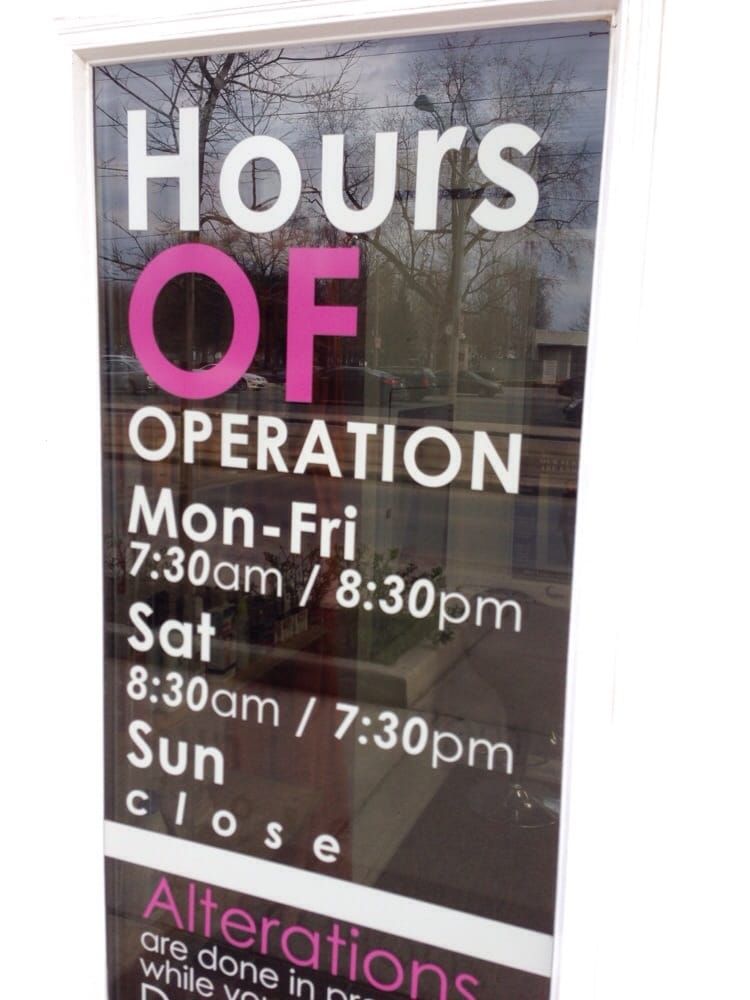 Hours
OF
OPERATION
Mon-Fri
7:30am / 8:30pm
Sat
8:30am / 7:30pm
Sun
close
Alterations
are done in
while